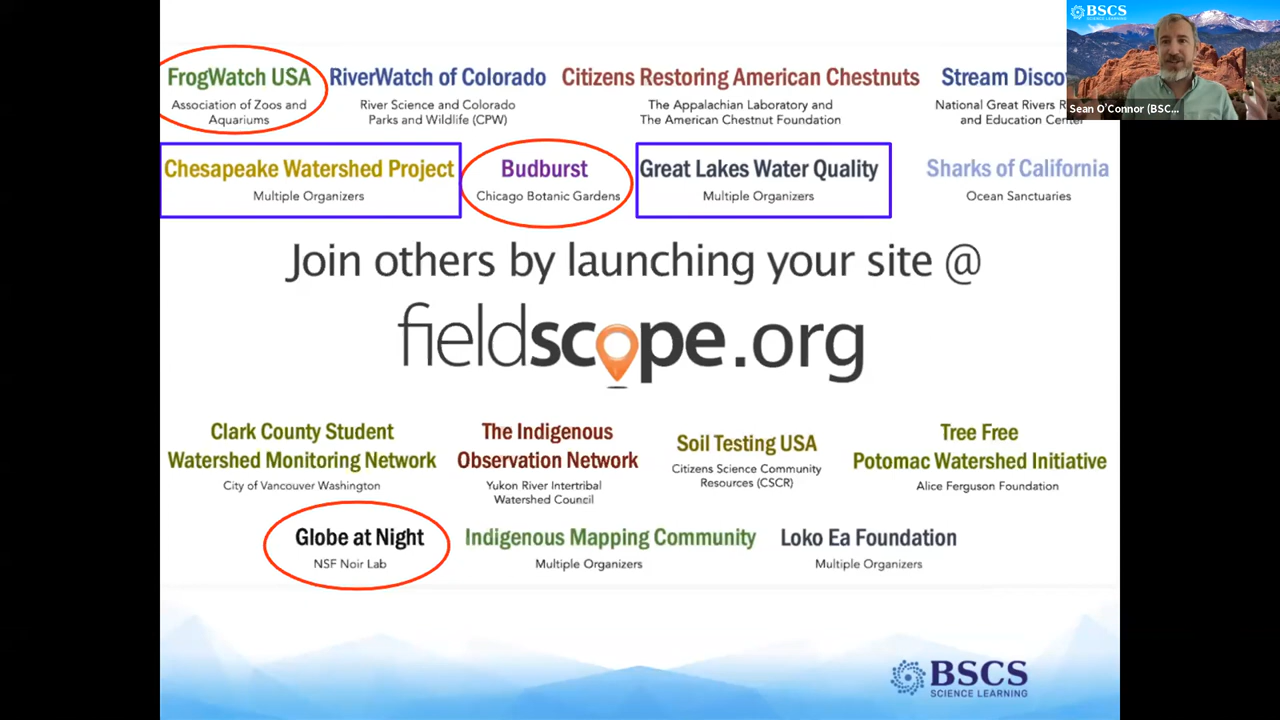 BSCS
SCIENCE LEARNING
Sean O'Connor (BSC...
FrogWatch USA
Association of Zoos and
Aquariums
RiverWatch of Colorado
River Science and Colorado
Parks and Wildlife (CPW)
Citizens Restoring American Chestnuts
The Appalachian Laboratory and
The American Chestnut Foundation
Stream
National Great Rivers
and Education Center
Chesapeake Watershed Project
Multiple Organizers
Budburst
Chicago Botanic Gardens
Great Lakes Water Quality
Multiple Organizers
Sharks of California
Ocean Sanctuaries
Join others by launching your site @
fieldscope.org
Clark County Student
Watershed Monitoring Network
City of Vancouver Washington
The Indigenous
Observation Network
Yukon River Intertribal
Watershed Council
Soil Testing USA
Citizens Science Community
Resources (CSCR)
Tree Free
Potomac Watershed Initiative
Alice Ferguson Foundation
Globe at Night
NSF Noir Lab
Indigenous Mapping Community
Multiple Organizers
Loko Ea Foundation
Multiple Organizers
BSCS
SCIENCE LEARNING